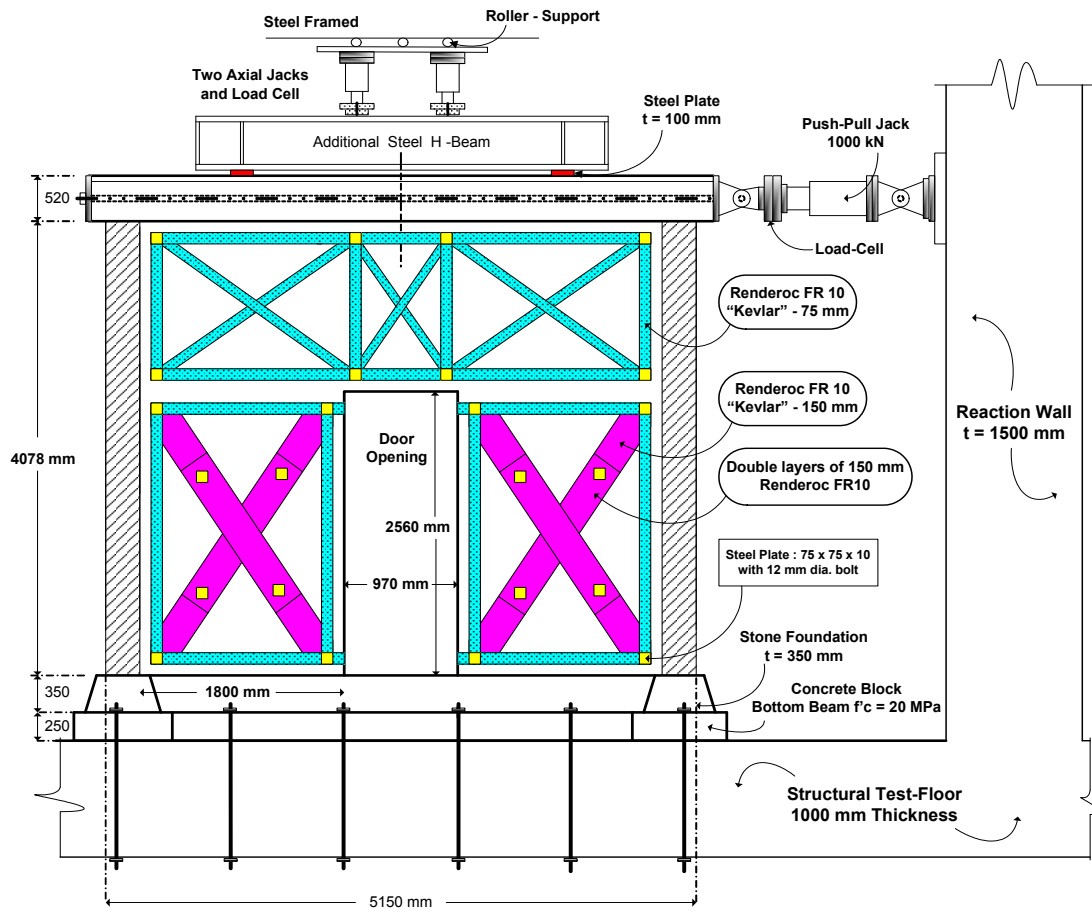 Steel Framed
Roller - Support
Two Axial Jacks
and Load Cell
Steel Plate
t = 100 mm
Push-Pull Jack
1000 kN
Additional Steel H -Beam
520
Load-Cell
Renderoc FR 10
“Kevlar” - 75 mm
Renderoc FR 10
“Kevlar” - 150 mm
Reaction Wall
t = 1500 mm
Door
Opening
4078 mm
Double layers of 150 mm
Renderoc FR10
2560 mm
Steel Plate : 75 x 75 x 10
with 12 mm dia. bolt
970 mm
Stone Foundation
t = 350 mm
350
1800 mm
Concrete Block
Bottom Beam f'c = 20 MPa
250
Structural Test-Floor
1000 mm Thickness
5150 mm